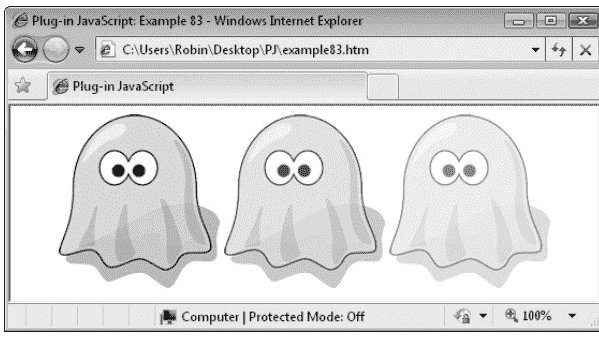 Plug-in JavaScript: Example 83 - Windows Internet Explorer
C:\Users\Robin\Desktop\PJ\example83.htm
Plug-in JavaScript
Computer | Protected Mode: Off
100%